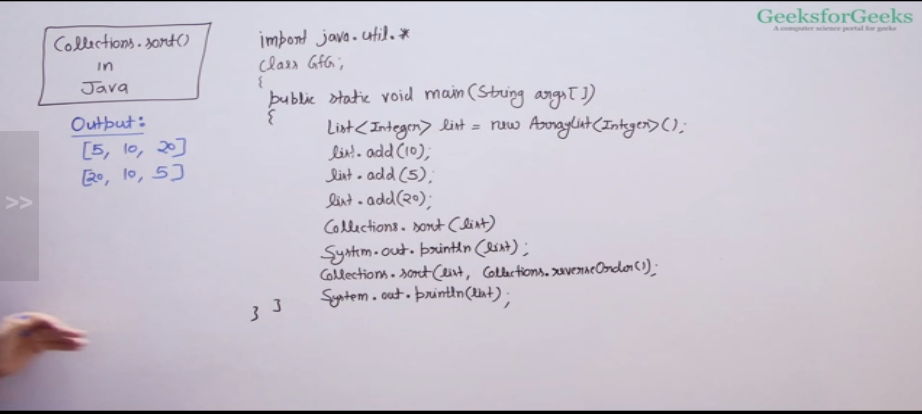 GeeksforGeeks
A computer science portal for geeks
Collections.sort()
in
Java
Output:
[5, 10, 20]
[20, 10, 5]
import java.util.*
class GfG;
{
public static void main(String args[])
{
List<Integer> list = new ArrayList(Integer>();
list.add(10);
list.add(5);
list.add(20);
Collections.sort(list)
System.out.println(list);
Collections.sort(list, Collections.reverseOrder());
System.out.println(list);
} }
>>